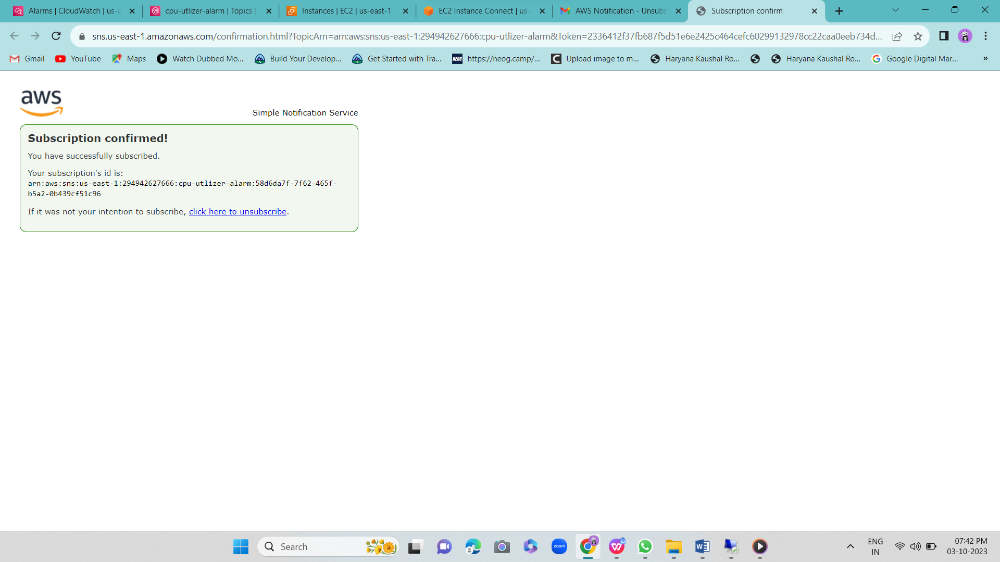 Alarms | CloudWatch | us-e
cpu-utlizer-alarm | Topics |
Instances | EC2 | us-east-1
EC2 Instance Connect | us-
AWS Notification - Unsubs
Subscription confirm
sns.us-east-1.amazonaws.com/confirmation.html?TopicArn=arn:aws:sns:us-east-1:294942627666:cpu-utlizer-alarm&Token=2336412f37fb687f5d51e6e2425c464cefc60299132978cc22caa0eeb734d...
Gmail
YouTube
Maps
Watch Dubbed Mo...
Build Your Develop...
Get Started with Tra...
NEOG
https://neog.camp/...
Upload image to m...
Haryana Kaushal Ro...
Haryana Kaushal Ro...
Google Digital Mar...
»
aws
Simple Notification Service
Subscription confirmed!
You have successfully subscribed.
Your subscription's id is:
arn:aws:sns:us-east-1:294942627666:cpu-utlizer-alarm:58d6da7f-7f62-465f-
b5a2-0b439cf51c96
If it was not your intention to subscribe, click here to unsubscribe.
Search
zoom
ENG
IN
07:42 PM
03-10-2023